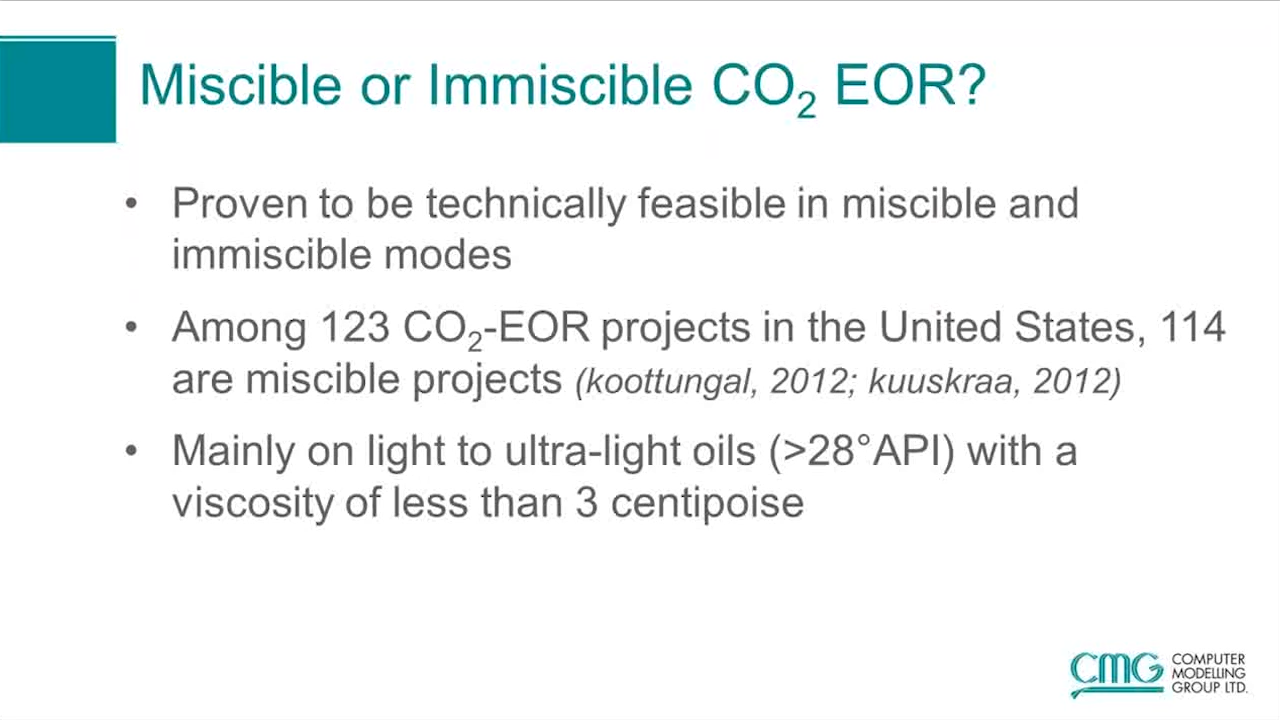 Miscible or Immiscible CO₂ EOR?
• Proven to be technically feasible in miscible and
immiscible modes
• Among 123 CO₂-EOR projects in the United States, 114
are miscible projects (koottungal, 2012; kuuskraa, 2012)
• Mainly on light to ultra-light oils (>28°API) with a
viscosity of less than 3 centipoise
CMG
COMPUTER
MODELLING
GROUP LTD.